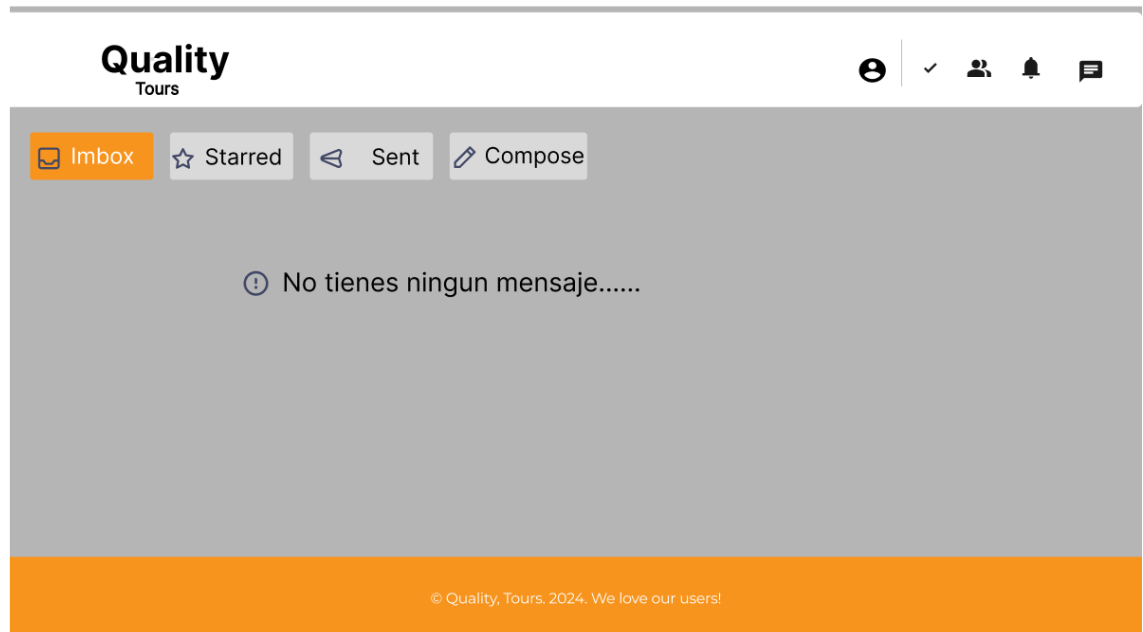 Quality
Tours
Imbox Starred Sent Compose
No tienes ningun mensaje......
© Quality, Tours. 2024. We love our users!